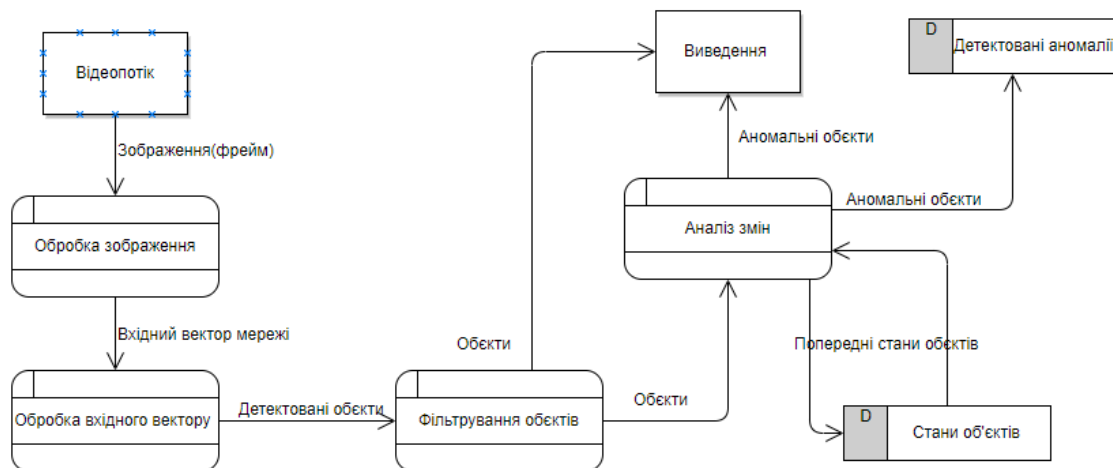 Відеопотік
Виведення
D
Детектовані аномалії
Зображення(фрейм)
Аномальні обєкти
Аномальні обєкти
Обробка зображення
Аналіз змін
Вхідний вектор мережі
Обєкти
Попередні стани обєктів
Обробка вхідного вектору
Детектовані обєкти
Фільтрування обєктів
Обєкти
D
Стани об'єктів